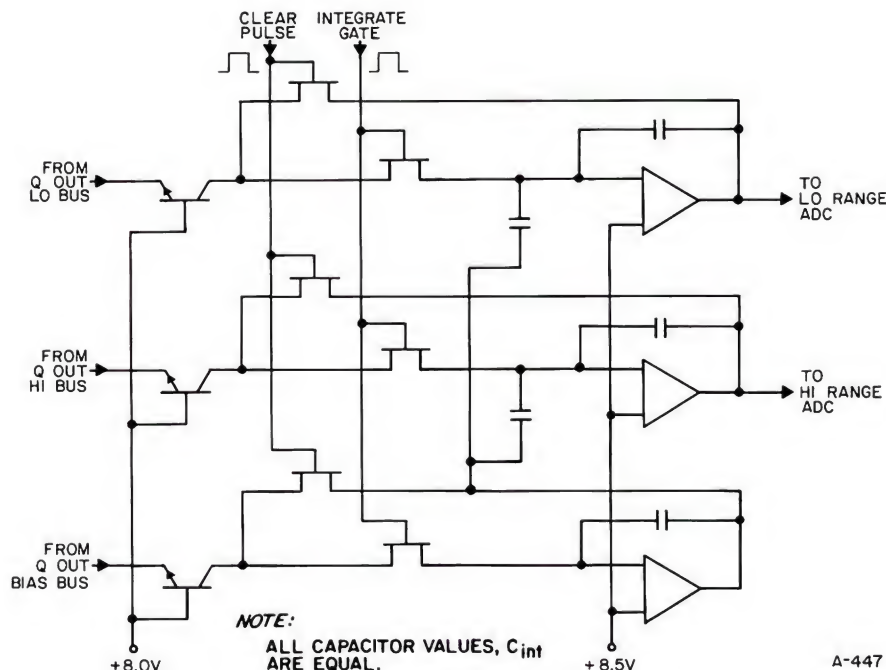 CLEAR
PULSE
INTEGRATE
GATE
FROM
Q OUT
LO BUS
TO
LO RANGE
ADC
FROM
Q OUT
HI BUS
TO
HI RANGE
ADC
FROM
Q OUT
BIAS BUS
NOTE:
ALL CAPACITOR VALUES, Cint
ARE EQUAL.
+8.0V
+8.5V
A-447